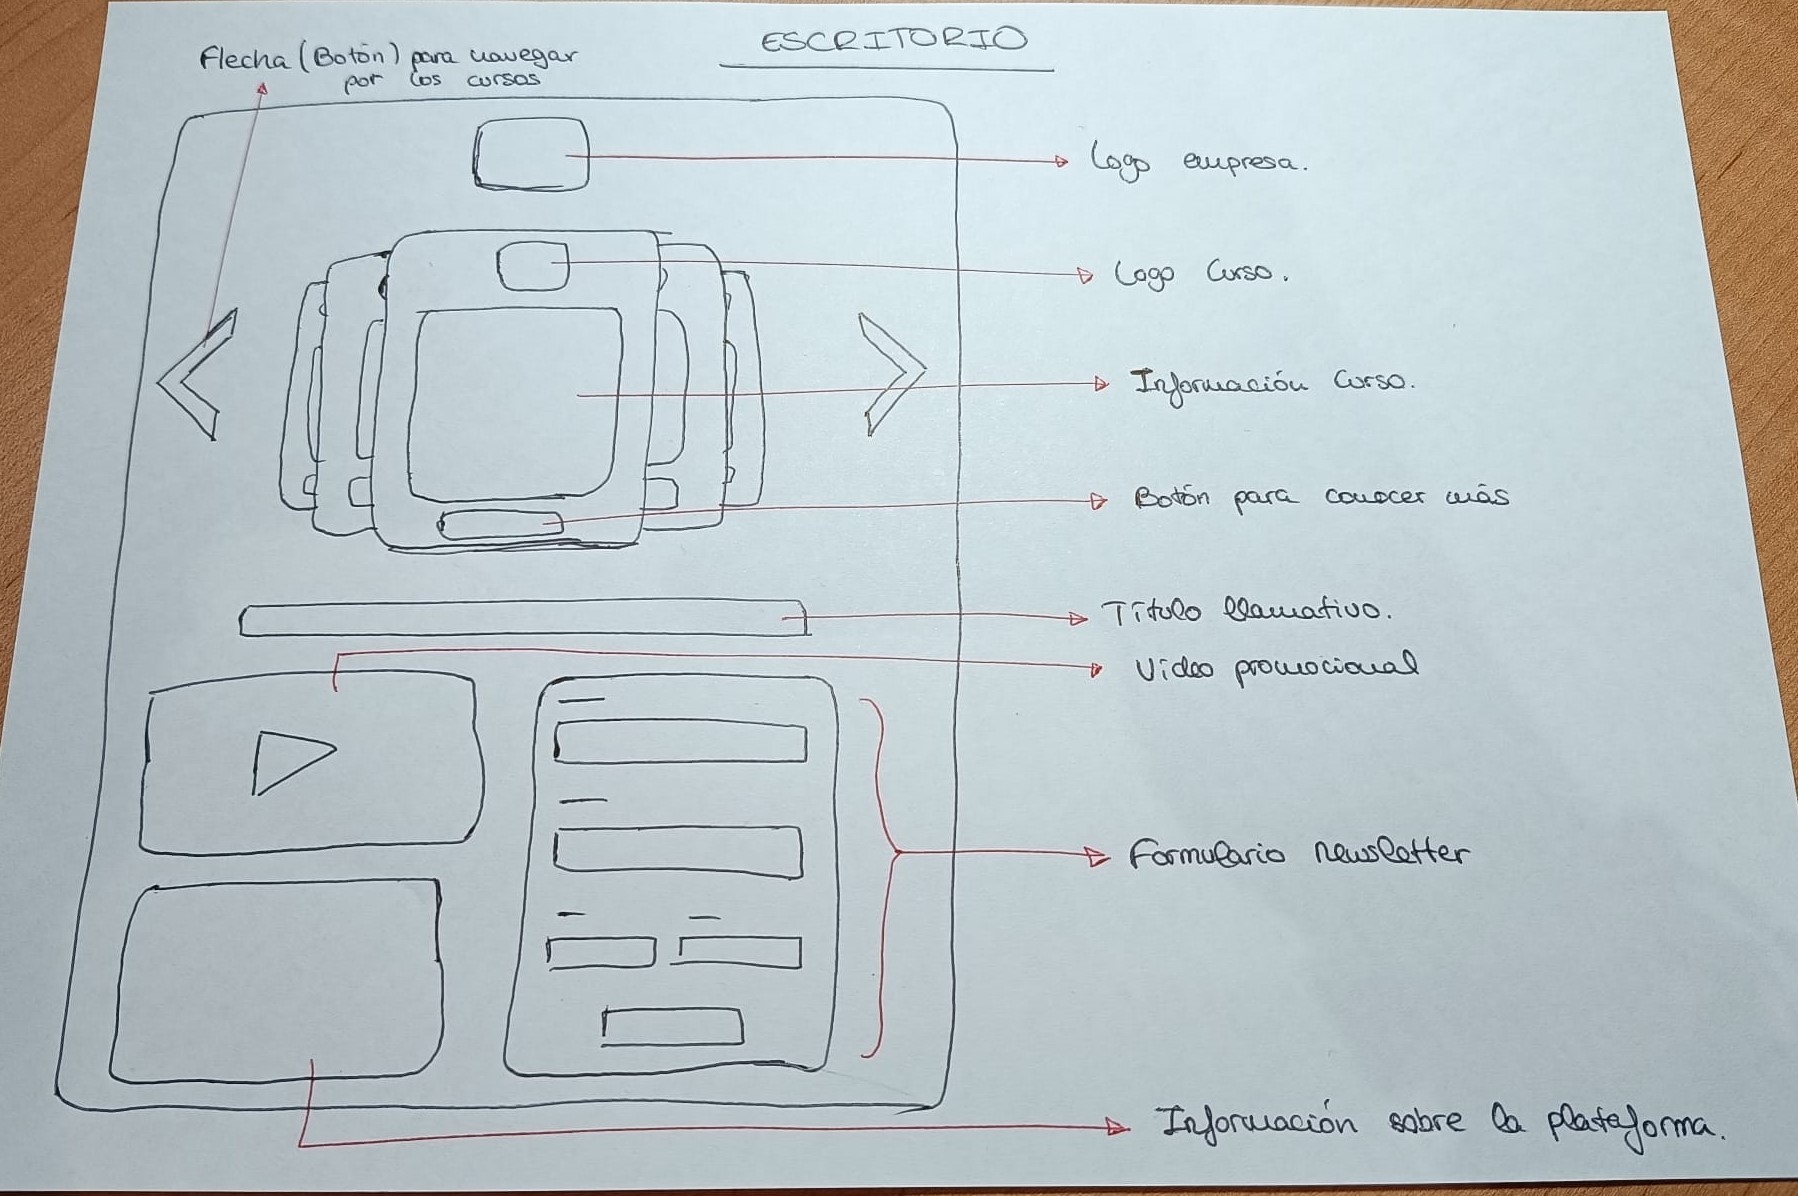 ESCRITORIO
Flecha (Botón) para navegar
por los cursos
Logo empresa.
Logo Curso.
Información Curso.
Botón para conocer más
Título llamativo.
Video promocional
Formulario newsletter
Información sobre la plataforma.